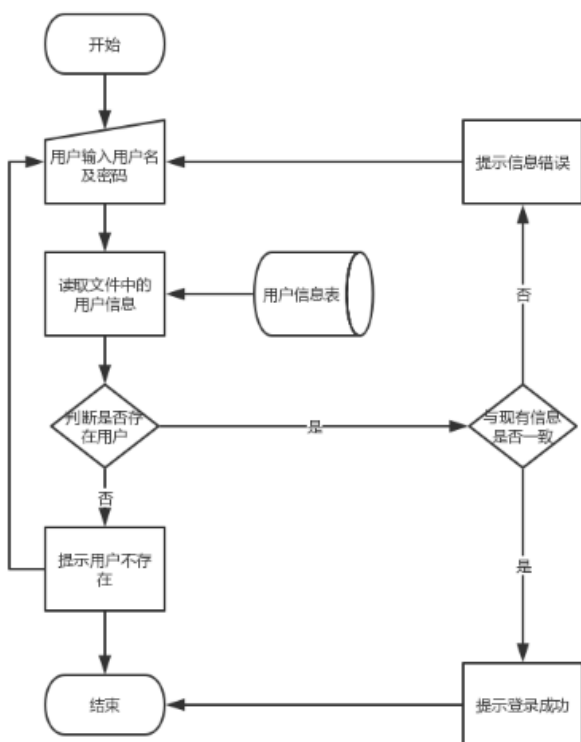 开始
用户输入用户名
及密码
提示信息错误
读取文件中的
用户信息
用户信息表
否
判断是否存
在用户
是
与现有信息
是否一致
否
提示用户不存
在
是
结束
提示登录成功